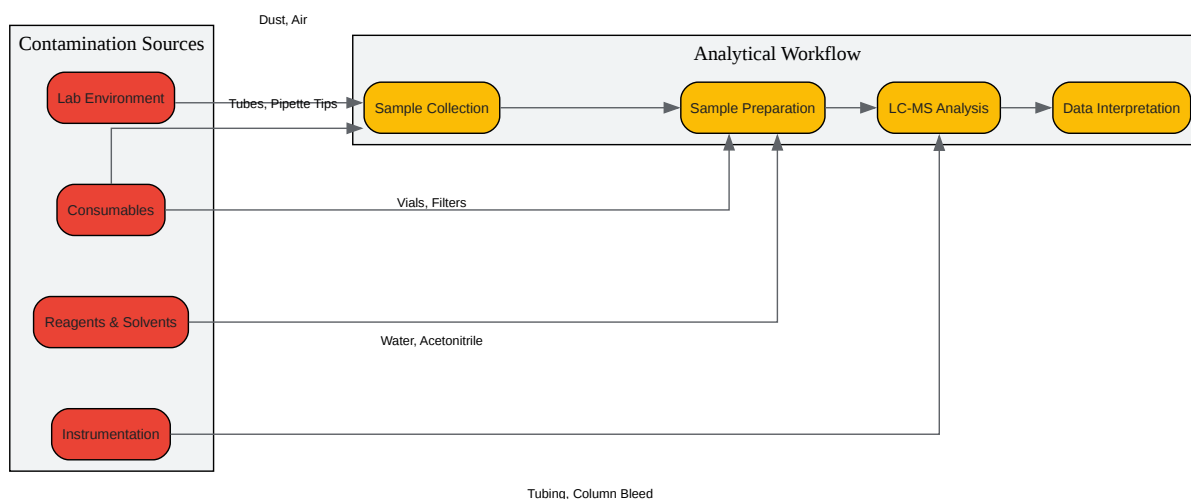 Dust, Air
Contamination Sources
Analytical Workflow
Lab Environment
Tubes, Pipette Tips
Sample Collection
Sample Preparation
LC-MS Analysis
Data Interpretation
Consumables
Vials, Filters
Reagents & Solvents
Water, Acetonitrile
Instrumentation
Tubing, Column Bleed